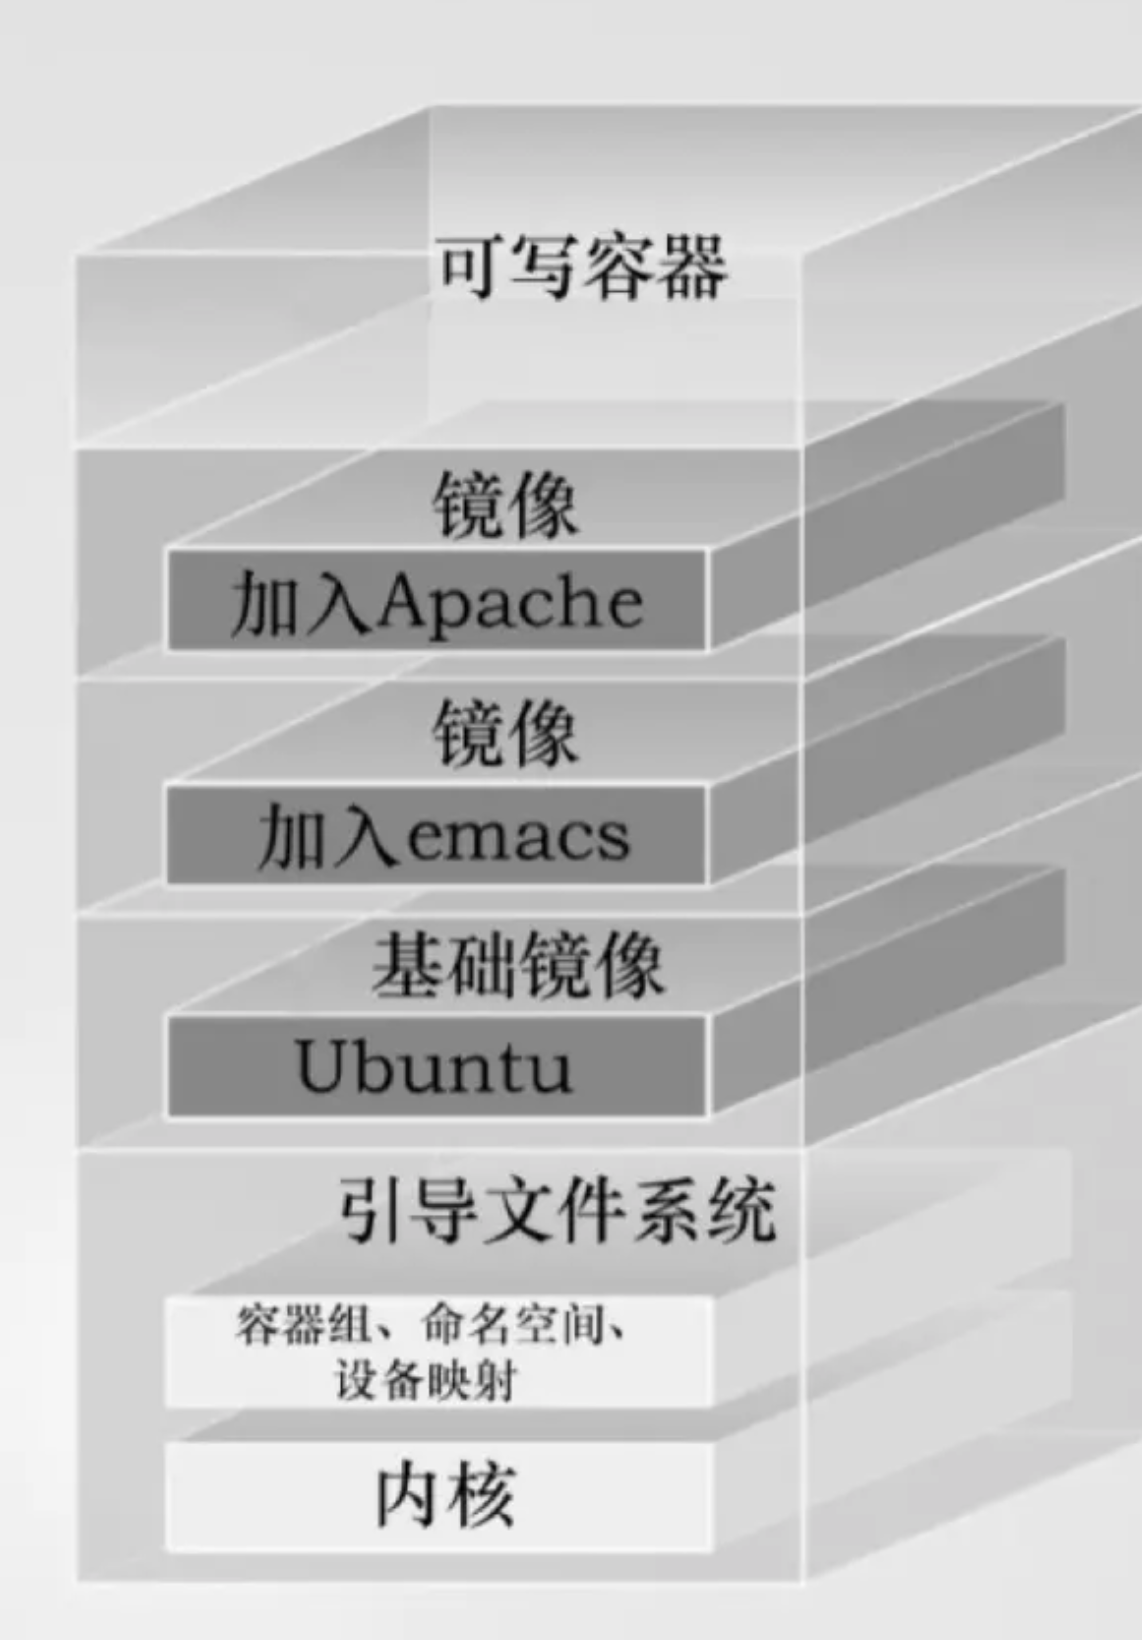 可写容器
镜像
加入Apache
镜像
加入emacs
基础镜像
Ubuntu
引导文件系统
容器组、命名空间、
设备映射
内核